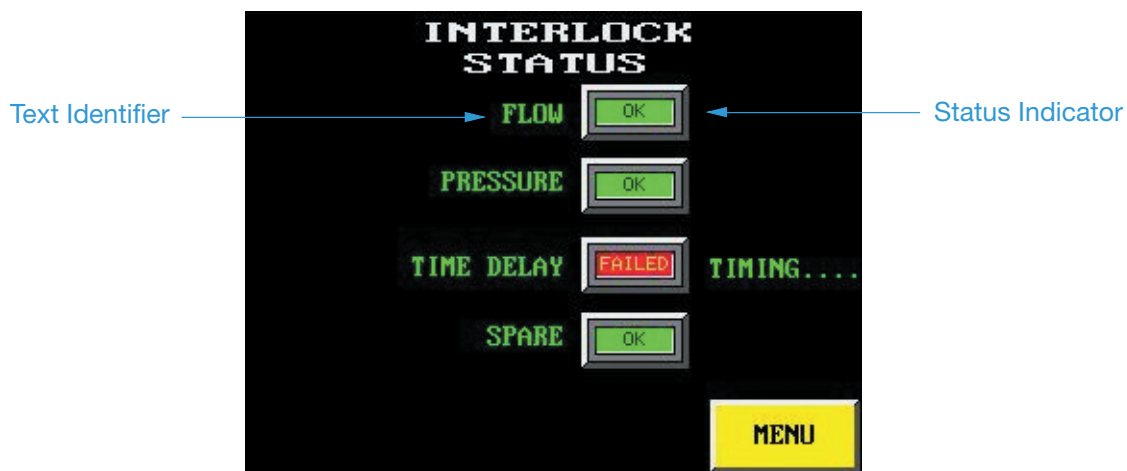 INTERLOCK
STATUS
Text Identifier
FLOW OK
Status Indicator
PRESSURE OK
TIME DELAY FAILED TIMING....
SPARE OK
MENU